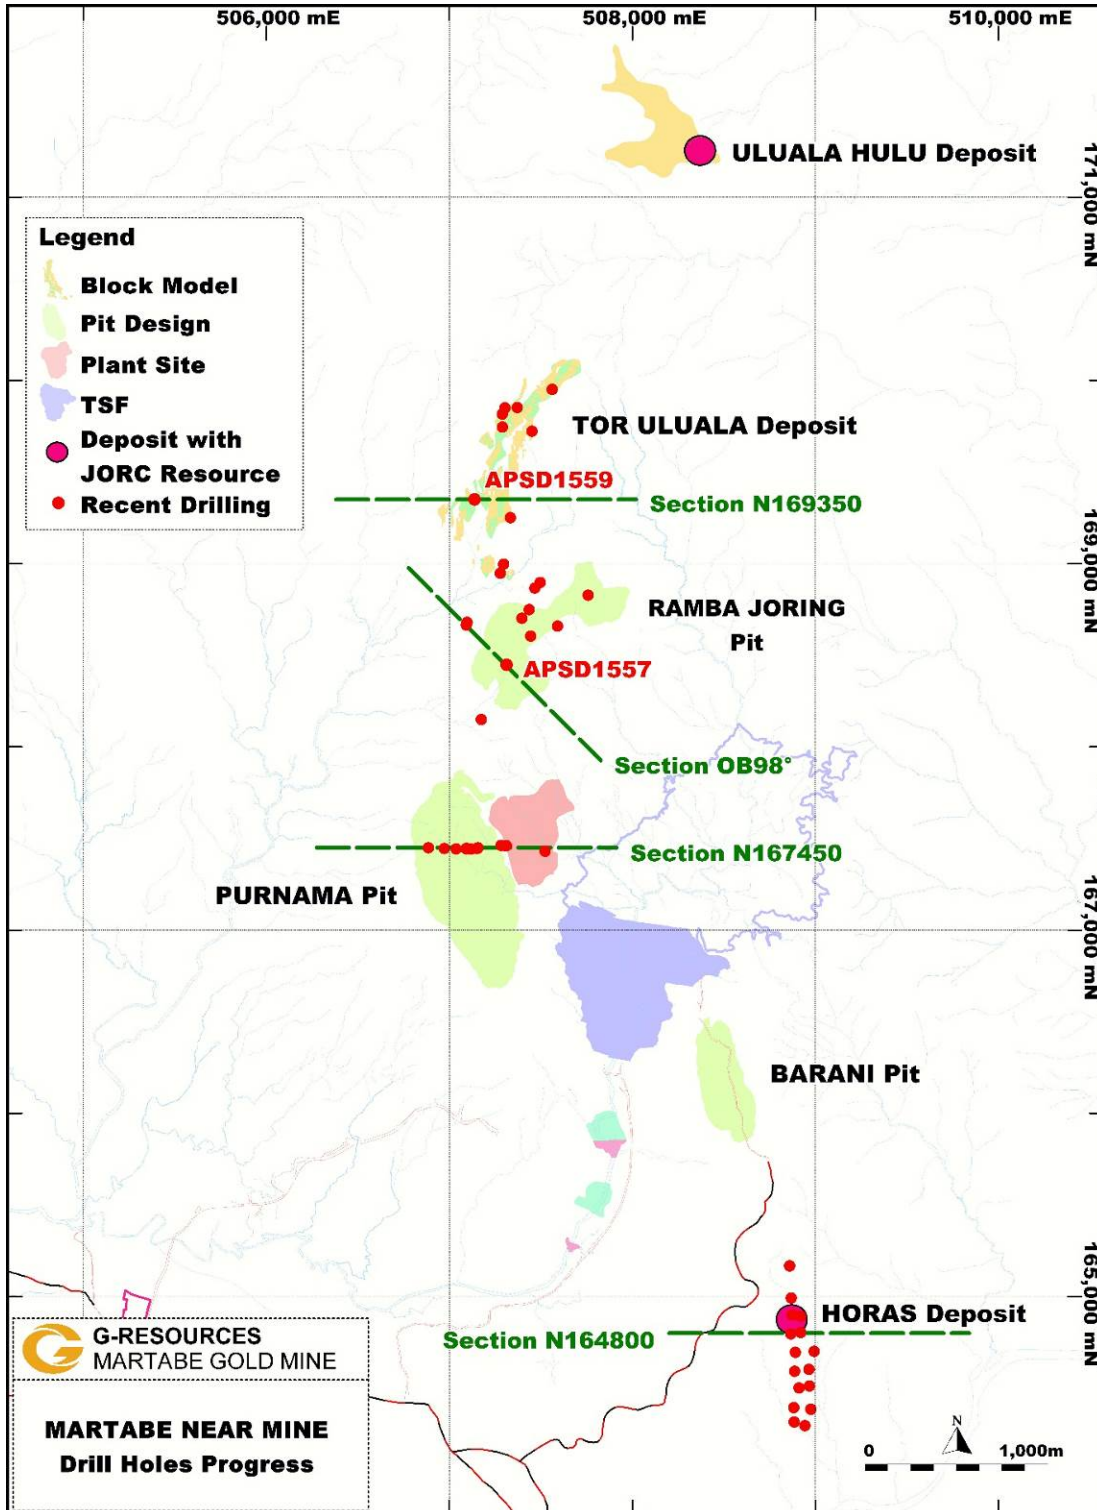 506,000 mE
508,000 mE
510,000 mE
ULUALA HULU Deposit
171,000 mN
Legend
Block Model
Pit Design
Plant Site
TSF
Deposit with
JORC Resource
Recent Drilling
TOR ULUALA Deposit
APSD1559
Section N169350
169,000 mN
RAMBA JORING
Pit
APSD1557
Section OB98°
Section N167450
PURNAMA Pit
167,000 mN
BARANI Pit
165,000 mN
HORAS Deposit
Section N164800
G-RESOURCES
MARTABE GOLD MINE
MARTABE NEAR MINE
Drill Holes Progress
N
0 1,000m